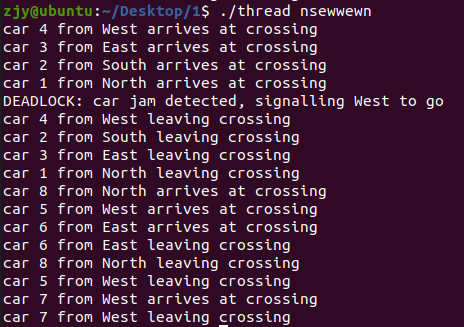 zjy@ubuntu:~/Desktop/1$ ./thread nsewwewn
car 4 from West arrives at crossing
car 3 from East arrives at crossing
car 2 from South arrives at crossing
car 1 from North arrives at crossing
DEADLOCK: car jam detected, signalling West to go
car 4 from West leaving crossing
car 2 from South leaving crossing
car 3 from East leaving crossing
car 1 from North leaving crossing
car 8 from North arrives at crossing
car 5 from West arrives at crossing
car 6 from East arrives at crossing
car 6 from East leaving crossing
car 8 from North leaving crossing
car 5 from West leaving crossing
car 7 from West arrives at crossing
car 7 from West leaving crossing